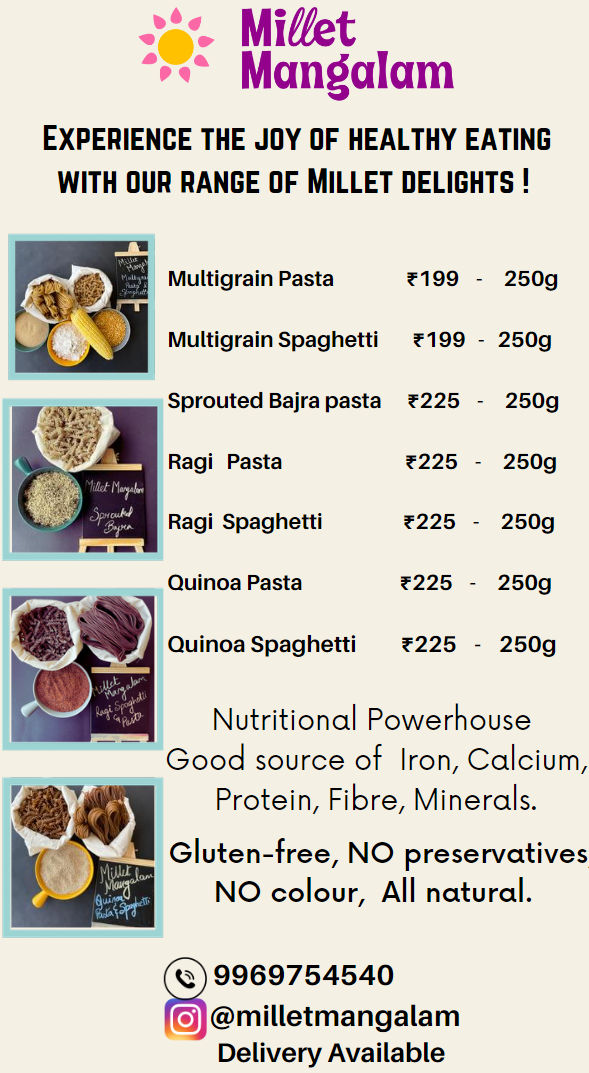 Millet
Mangalam
EXPERIENCE THE JOY OF HEALTHY EATING
WITH OUR RANGE OF MILLET DELIGHTS !
Multigrain Pasta ₹199 - 250g
Multigrain Spaghetti ₹199 - 250g
Sprouted Bajra pasta ₹225 - 250g
Ragi Pasta ₹225 - 250g
Ragi Spaghetti ₹225 - 250g
Quinoa Pasta ₹225 - 250g
Quinoa Spaghetti ₹225 - 250g
Millet
Mangal
Multigra
Pasta &
Spaghetti
Millet Mangalam
Sprouted
Bajra
Millet
Mangalam
Ragi Spaghetti
& Pasta
Millet
Mangalam
Quinoa
Pasta & Spaghetti
Nutritional Powerhouse
Good source of Iron, Calcium,
Protein, Fibre, Minerals.
Gluten-free, NO preservatives,
NO colour, All natural.
9969754540
@milletmangalam
Delivery Available